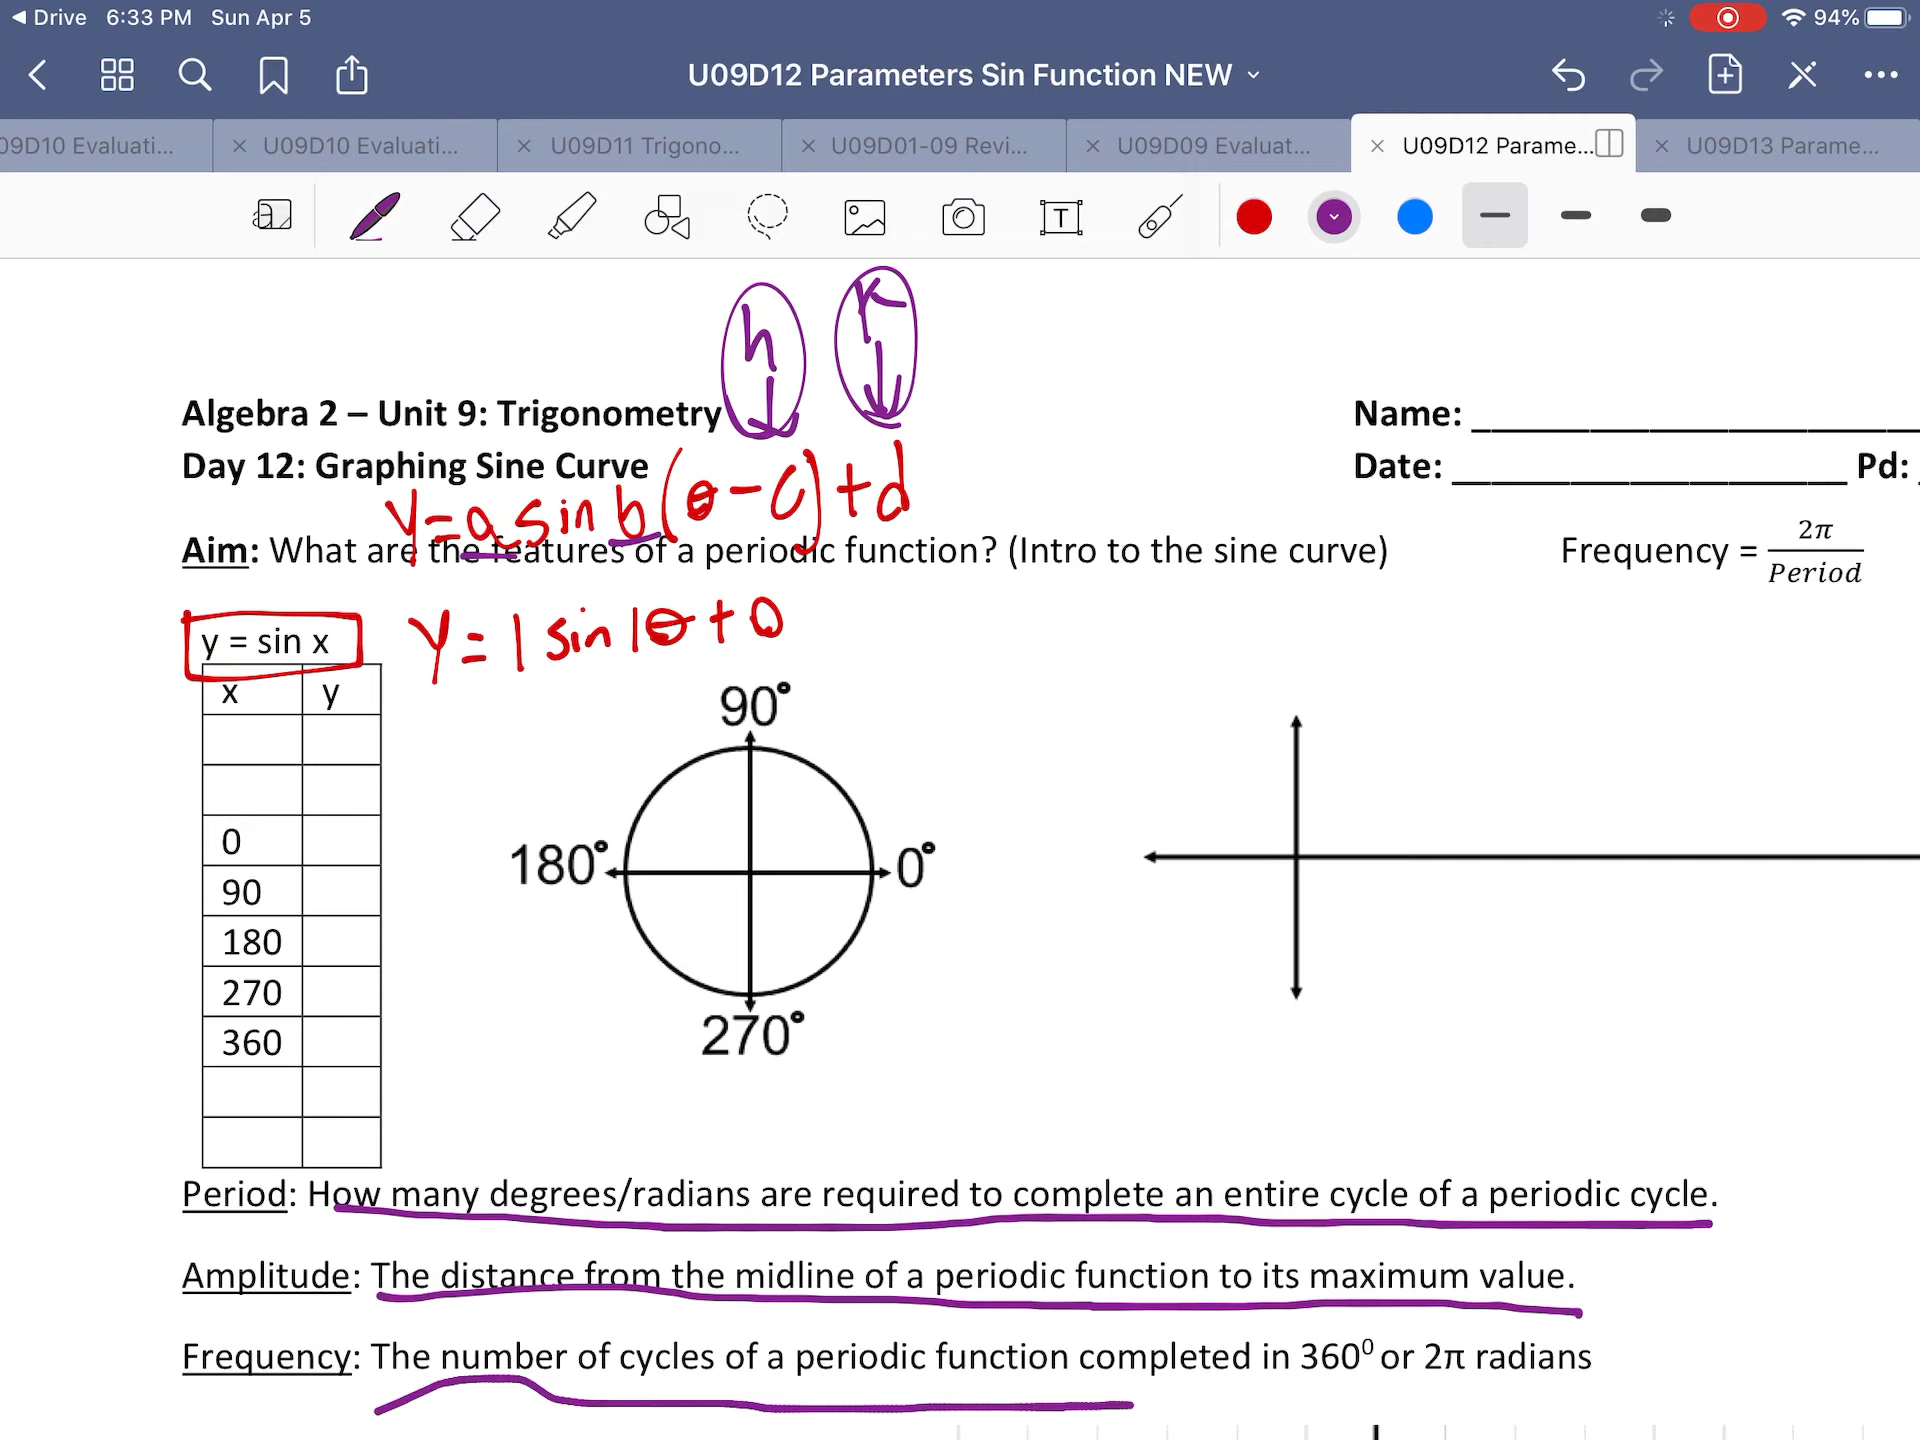 Drive 6:33 PM Sun Apr 5 94%
U09D12 Parameters Sin Function NEW
09D10 Evaluati... × U09D10 Evaluati... × U09D11 Trigono... × U09D01-09 Revi... × U09D09 Evaluat... × U09D12 Parame... × U09D13 Parame...
a T
h k
Algebra 2 – Unit 9: Trigonometry Name: ____________________
Day 12: Graphing Sine Curve Date: ____________________ Pd:
y = a sin b(θ - c) + d
Aim: What are the features of a periodic function? (Intro to the sine curve) Frequency = 2π/Period
y = sin x y = 1 sin 1θ + 0
x y
90°
0
180° 0°
90
180
270
270°
360
Period: How many degrees/radians are required to complete an entire cycle of a periodic cycle.
Amplitude: The distance from the midline of a periodic function to its maximum value.
Frequency: The number of cycles of a periodic function completed in 360⁰ or 2π radians